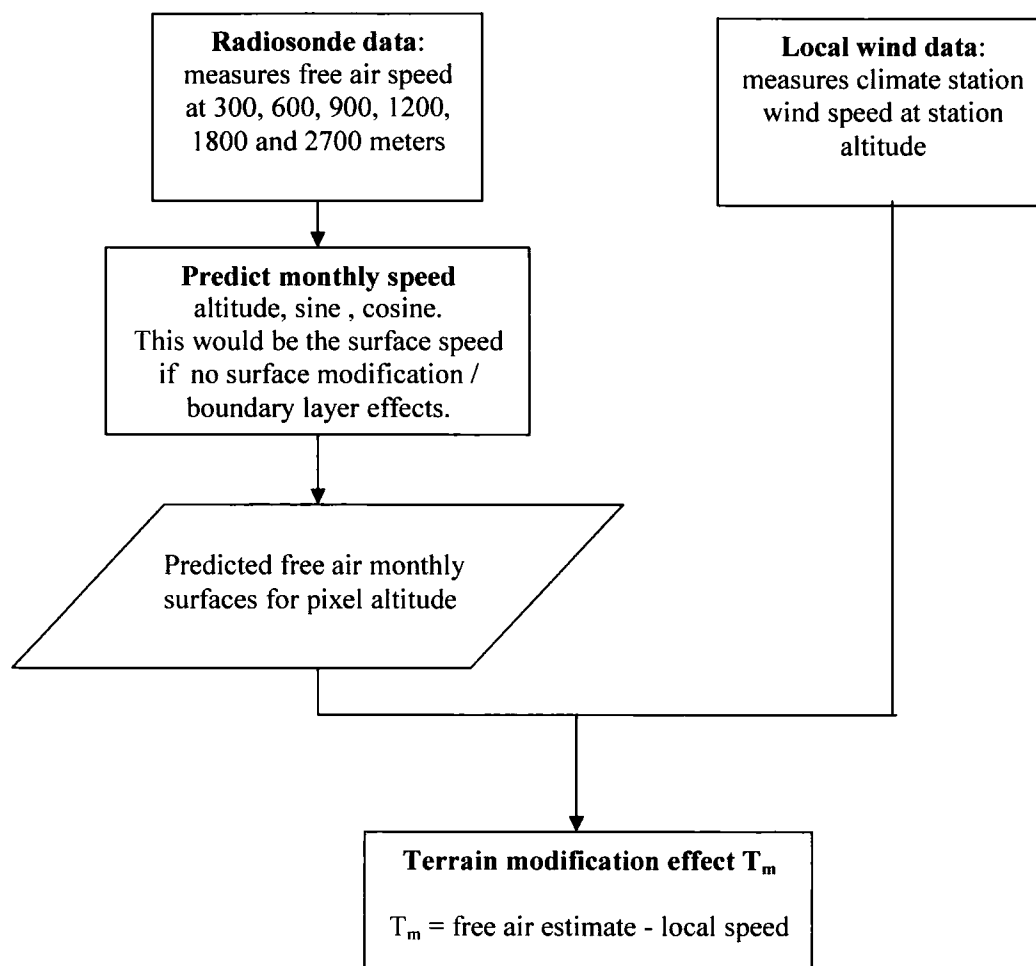 Radiosonde data:
measures free air speed
at 300, 600, 900, 1200,
1800 and 2700 meters
Local wind data:
measures climate station
wind speed at station
altitude
Predict monthly speed
altitude, sine , cosine.
This would be the surface speed
if no surface modification /
boundary layer effects.
Predicted free air monthly
surfaces for pixel altitude
Terrain modification effect Tm
Tm = free air estimate - local speed